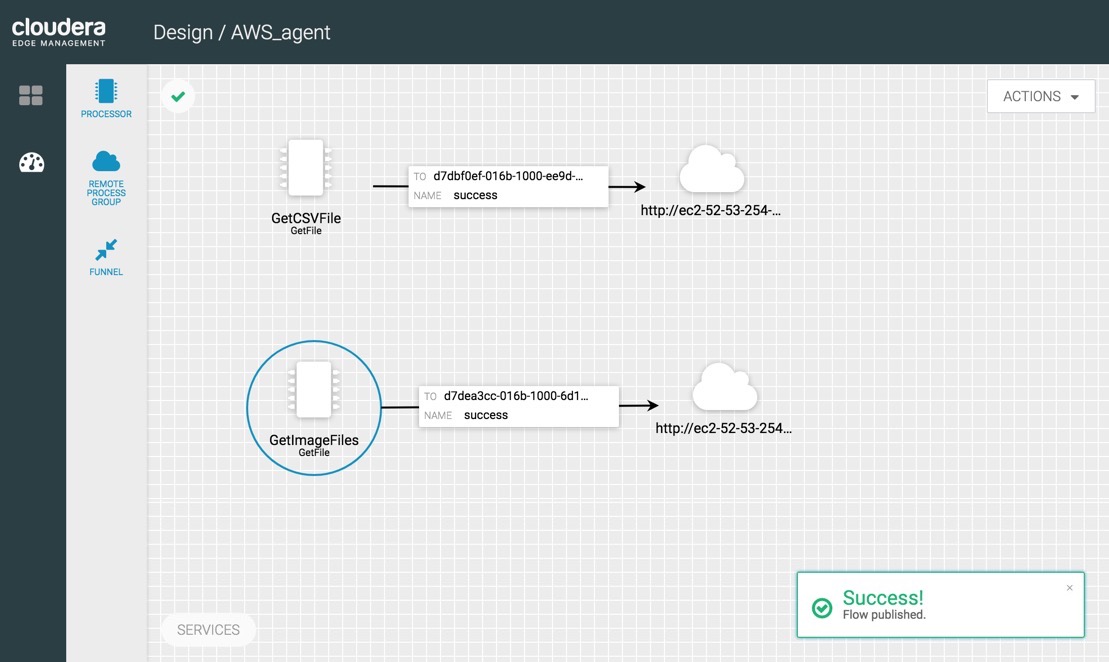 cloudera
EDGE MANAGEMENT
Design / AWS_agent
PROCESSOR
REMOTE
PROCESS
GROUP
FUNNEL
ACTIONS
GetCSVFile
GetFile
TO d7dbf0ef-016b-1000-ee9d-...
NAME success
http://ec2-52-53-254-...
GetImageFiles
GetFile
TO d7dea3cc-016b-1000-6d1...
NAME success
http://ec2-52-53-254...
SERVICES
Success!
Flow published.
×